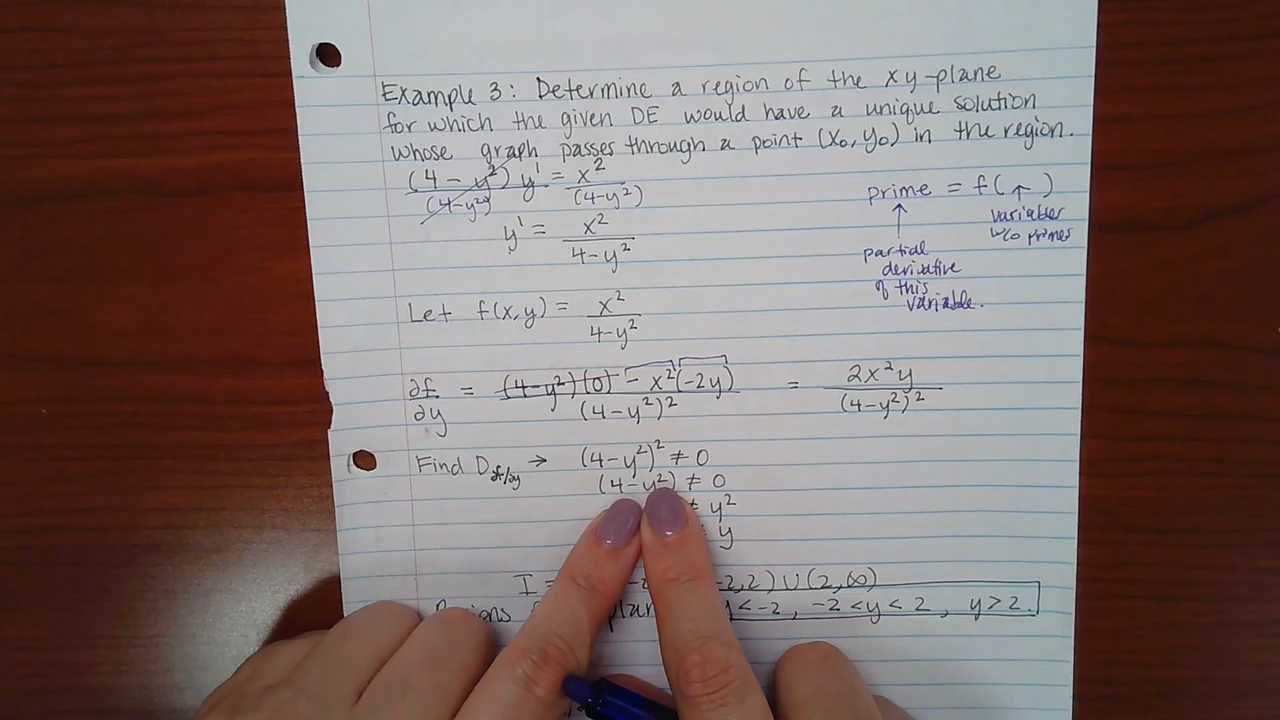 Example 3: Determine a region of the xy-plane
for which the given DE would have a unique solution
whose graph passes through a point (x₀, y₀) in the region.
(4 - y²) y' / (4-y²) = x² / (4-y²)
y' = x² / 4-y²
prime = f( )
variables
w/o primes
partial
derivative
of this
variable.
Let f(x,y) = x² / 4-y²
∂f/∂y = (4-y²)(0) - x²(-2y) / (4-y²)² = 2x²y / (4-y²)²
Find D ∂f/∂y → (4-y²)² ≠ 0
(4-y²) ≠ 0
≠ y²
y
I = -2,2) ∪ (2,∞)
y < -2, -2 < y < 2, y > 2.